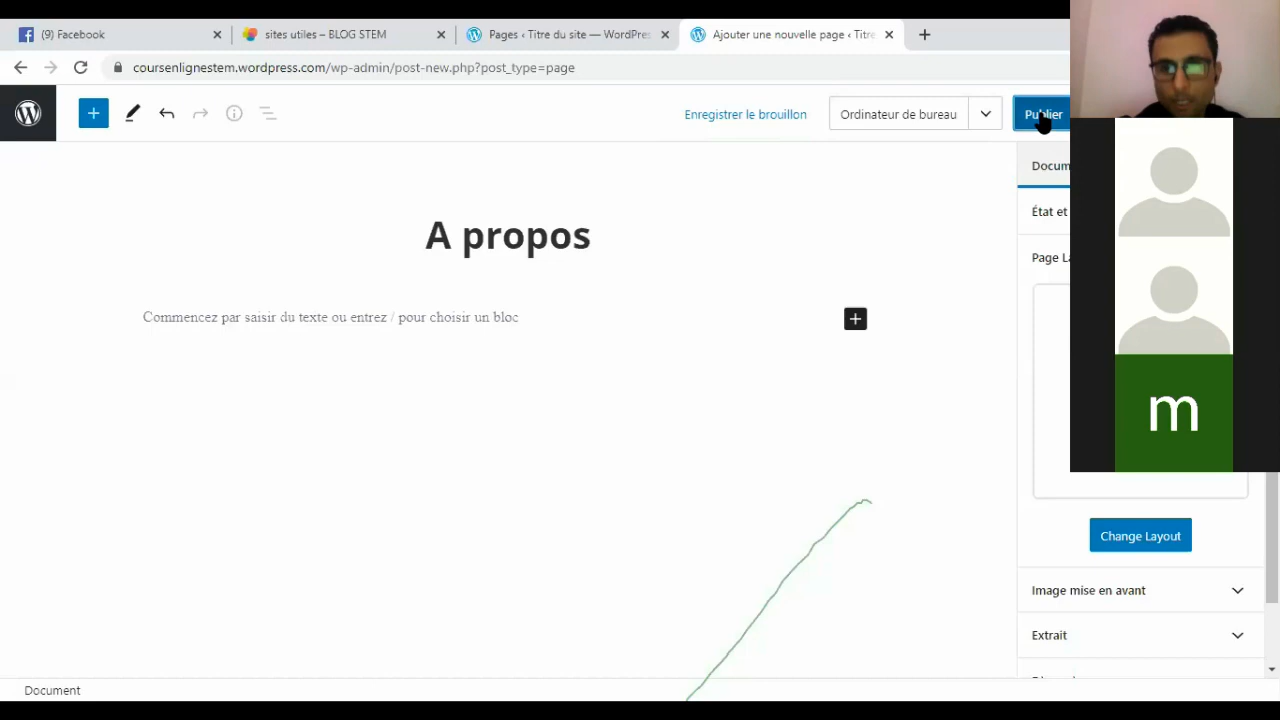 (9) Facebook
sites utiles – BLOG STEM
Pages ‹ Titre du site — WordPres
Ajouter une nouvelle page ‹ Titre
coursenlignestem.wordpress.com/wp-admin/post-new.php?post_type=page
Enregistrer le brouillon
Ordinateur de bureau
Publier
Docum
État et
A propos
Page La
Commencez par saisir du texte ou entrez / pour choisir un bloc
m
Change Layout
Image mise en avant
Extrait
Document